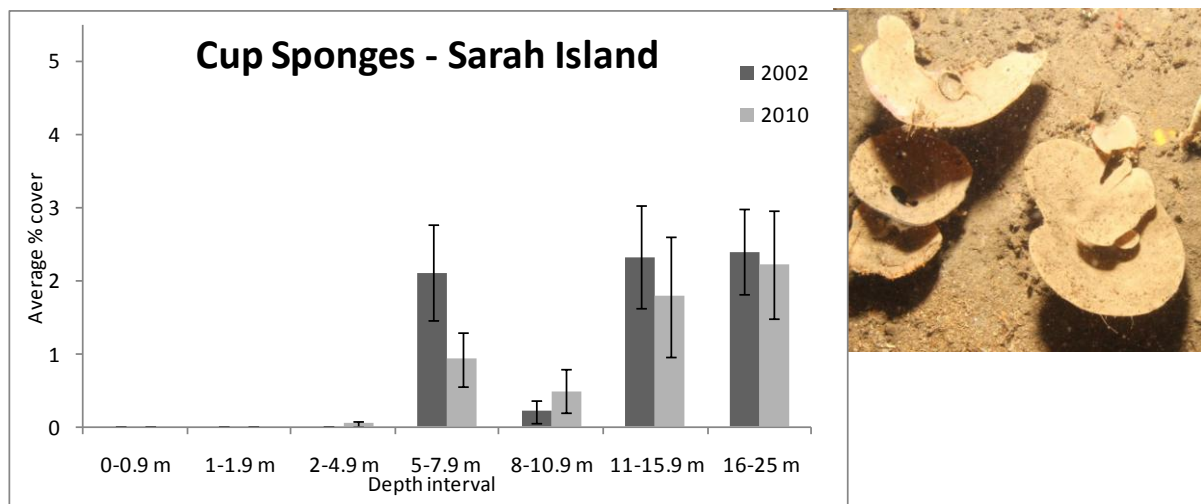 Cup Sponges - Sarah Island
2002
2010
Average % cover
5
4
3
2
1
0
0-0.9 m 1-1.9 m 2-4.9 m 5-7.9 m 8-10.9 m 11-15.9 m 16-25 m
Depth interval